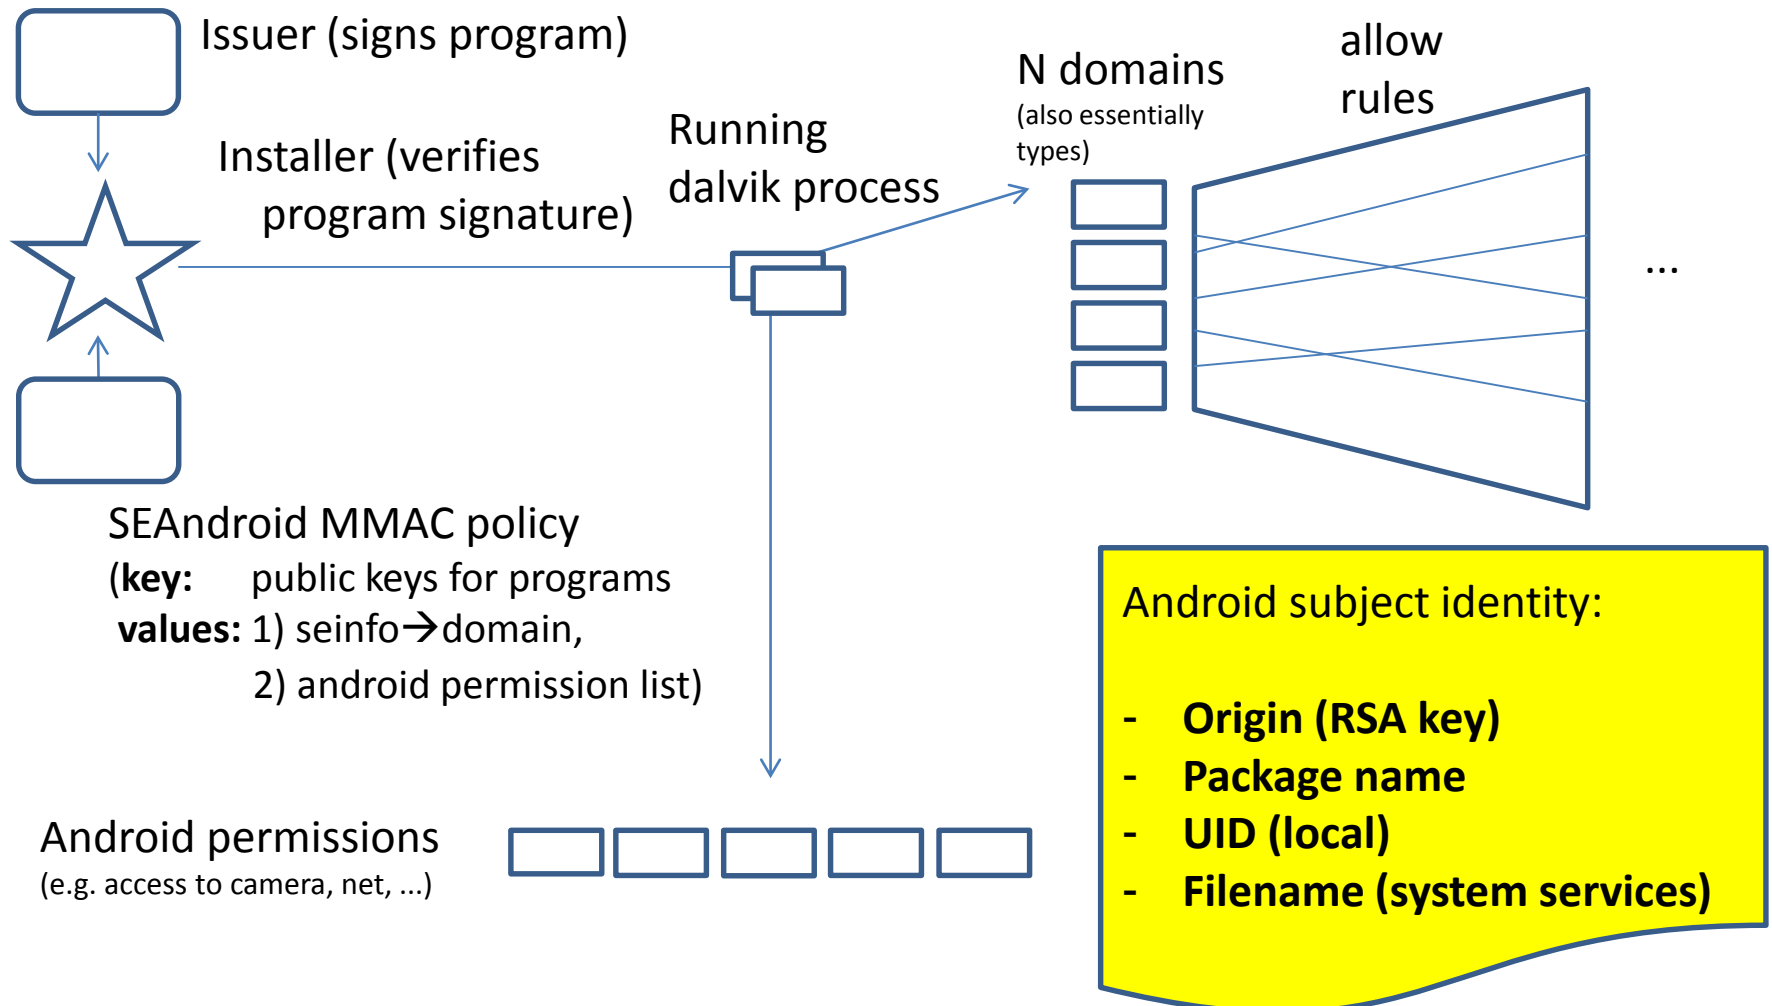 Issuer (signs program)
Installer (verifies
program signature)
Running
dalvik process
N domains
(also essentially
types)
allow
rules
...
SEAndroid MMAC policy
(key: public keys for programs
values: 1) seinfo→domain,
2) android permission list)
Android permissions
(e.g. access to camera, net, ...)
Android subject identity:
- Origin (RSA key)
- Package name
- UID (local)
- Filename (system services)